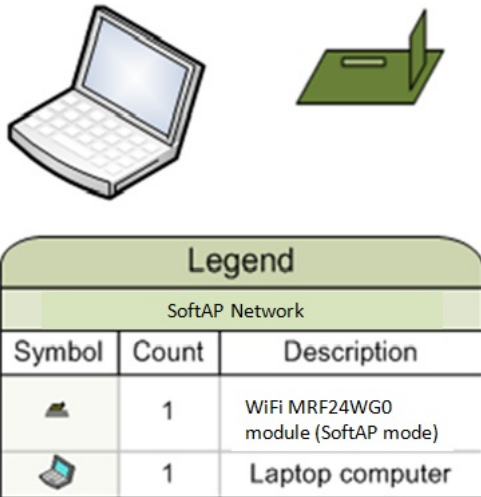 Legend
SoftAP Network
Symbol Count Description
1 WiFi MRF24WG0
module (SoftAP mode)
1 Laptop computer